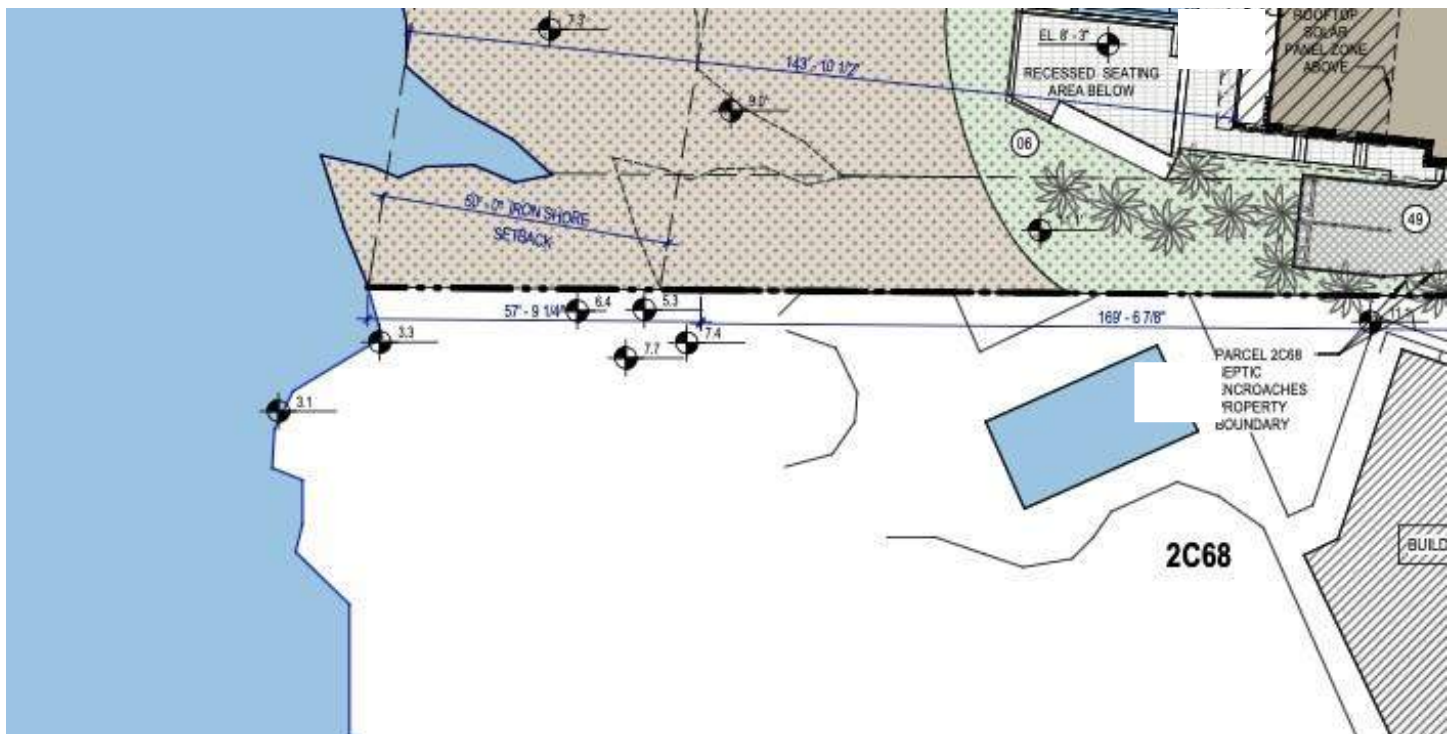 7.3'
ROOFTOP
SOLAR
PANEL ZONE
ABOVE
EL. 8' - 3"
RECESSED SEATING
AREA BELOW
143' - 10 1/2"
9.0'
06
60' - 0" IRON SHORE
SETBACK
49
57' - 9 1/4"
6.4
5.3
169' - 6 7/8"
3.3
7.7
7.4
3.1
PARCEL 2C68
EPTIC
ENCROACHES
PROPERTY
BOUNDARY
2C68
BUILD